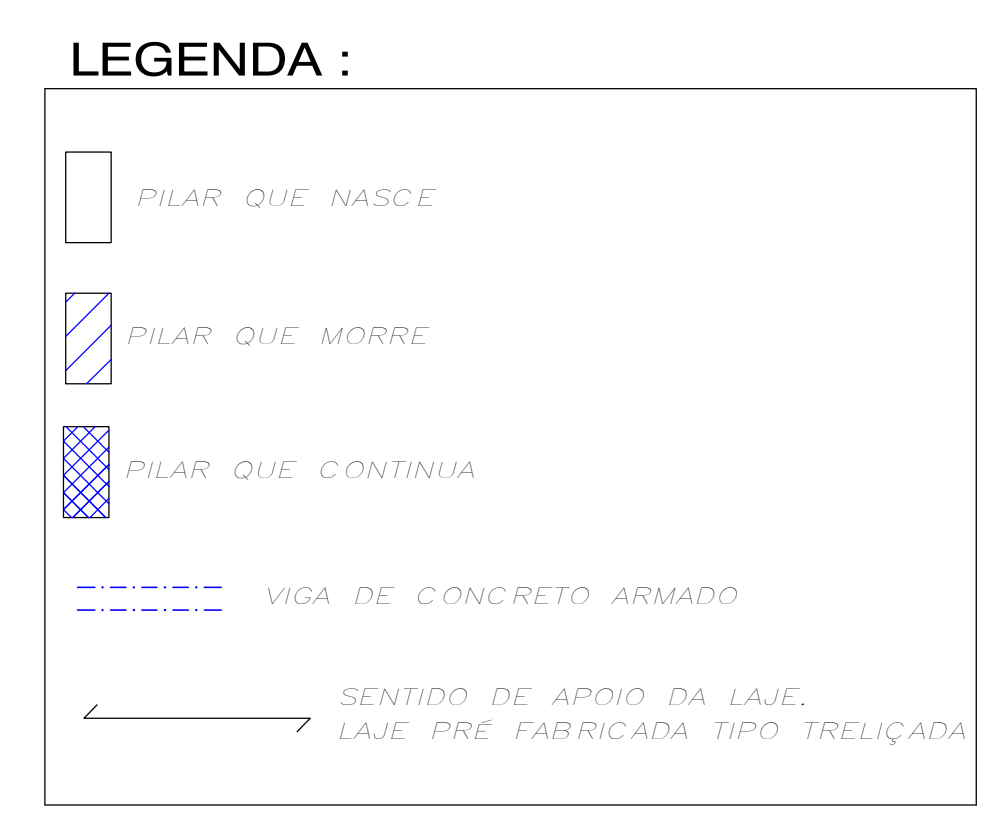 LEGENDA :
PILAR QUE NASCE
PILAR QUE MORRE
PILAR QUE CONTINUA
VIGA DE CONCRETO ARMADO
SENTIDO DE APOIO DA LAJE.
LAJE PRÉ FABRICADA TIPO TRELIÇADA